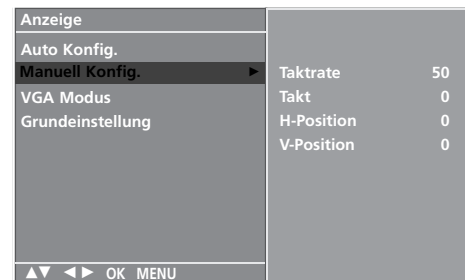 Anzeige
Auto Konfig.
Manuell Konfig. ►
VGA Modus
Grundeinstellung
Taktrate 50
Takt 0
H-Position 0
V-Position 0
▲▼ ◄► OK MENU